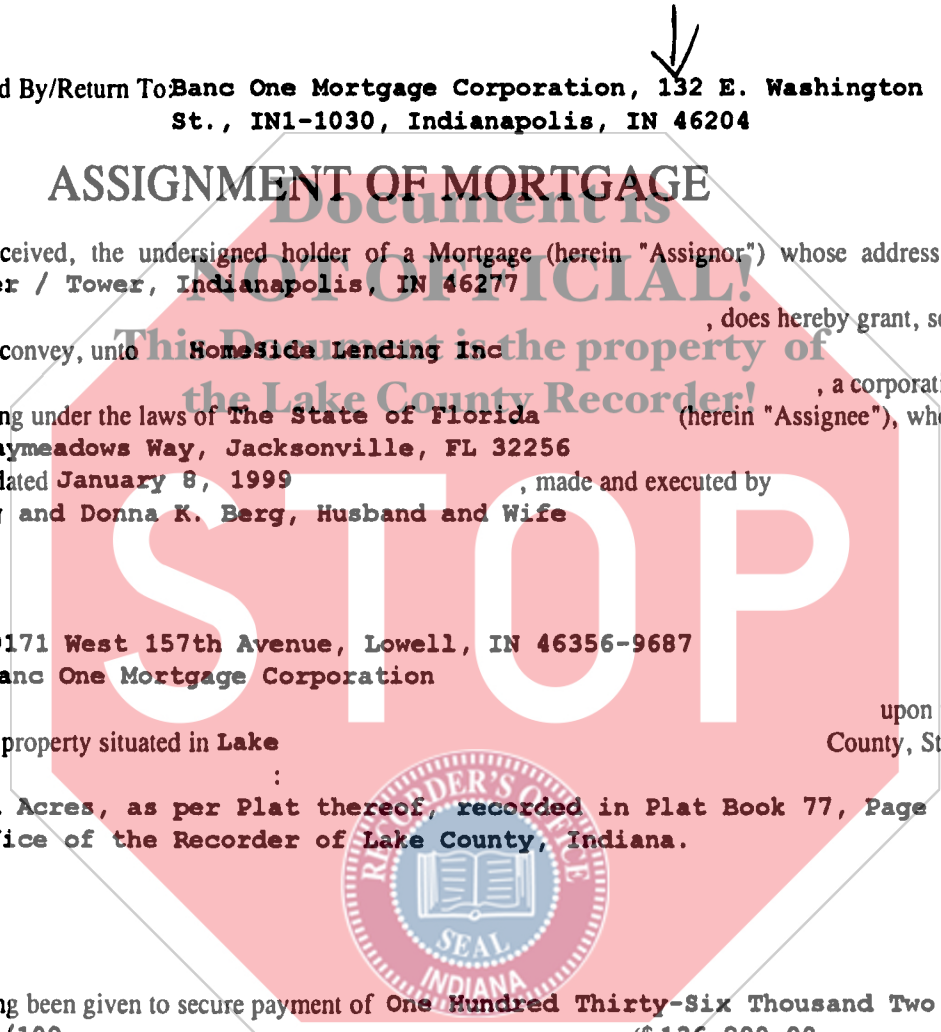 d By/Return To: Banc One Mortgage Corporation, 132 E. Washington
St., IN1-1030, Indianapolis, IN 46204
ASSIGNMENT OF MORTGAGE
Document is
ceived, the undersigned holder of a Mortgage (herein "Assignor") whose address
NOT OFFICIAL!
er / Tower, Indianapolis, IN 46277
, does hereby grant, s
This Document is the property of
convey, unto HomeSide Lending Inc
, a corporati
the Lake County Recorder!
ng under the laws of The State of Florida (herein "Assignee"), who
aymeadows Way, Jacksonville, FL 32256
dated January 8, 1999 , made and executed by
and Donna K. Berg, Husband and Wife
STOP
171 West 157th Avenue, Lowell, IN 46356-9687
anc One Mortgage Corporation
upon
property situated in Lake County, St
:
Acres, as per Plat thereof, recorded in Plat Book 77, Page
ice of the Recorder of Lake County, Indiana.
RECORDER'S OFFICE
SEAL
INDIANA
ng been given to secure payment of One Hundred Thirty-Six Thousand Two